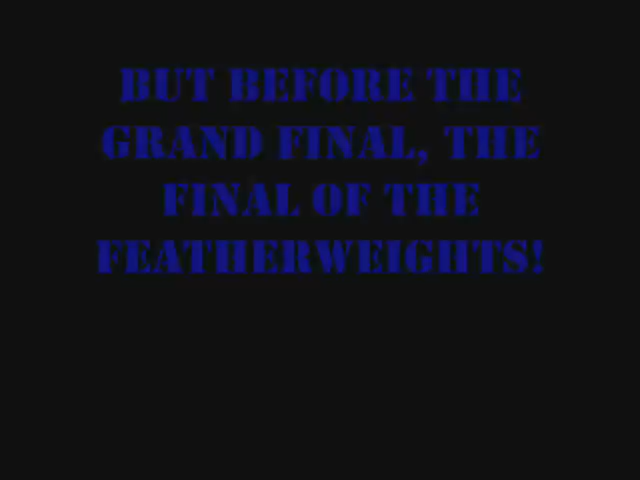 BUT BEFORE THE
GRAND FINAL, THE
FINAL OF THE
FEATHERWEIGHTS!